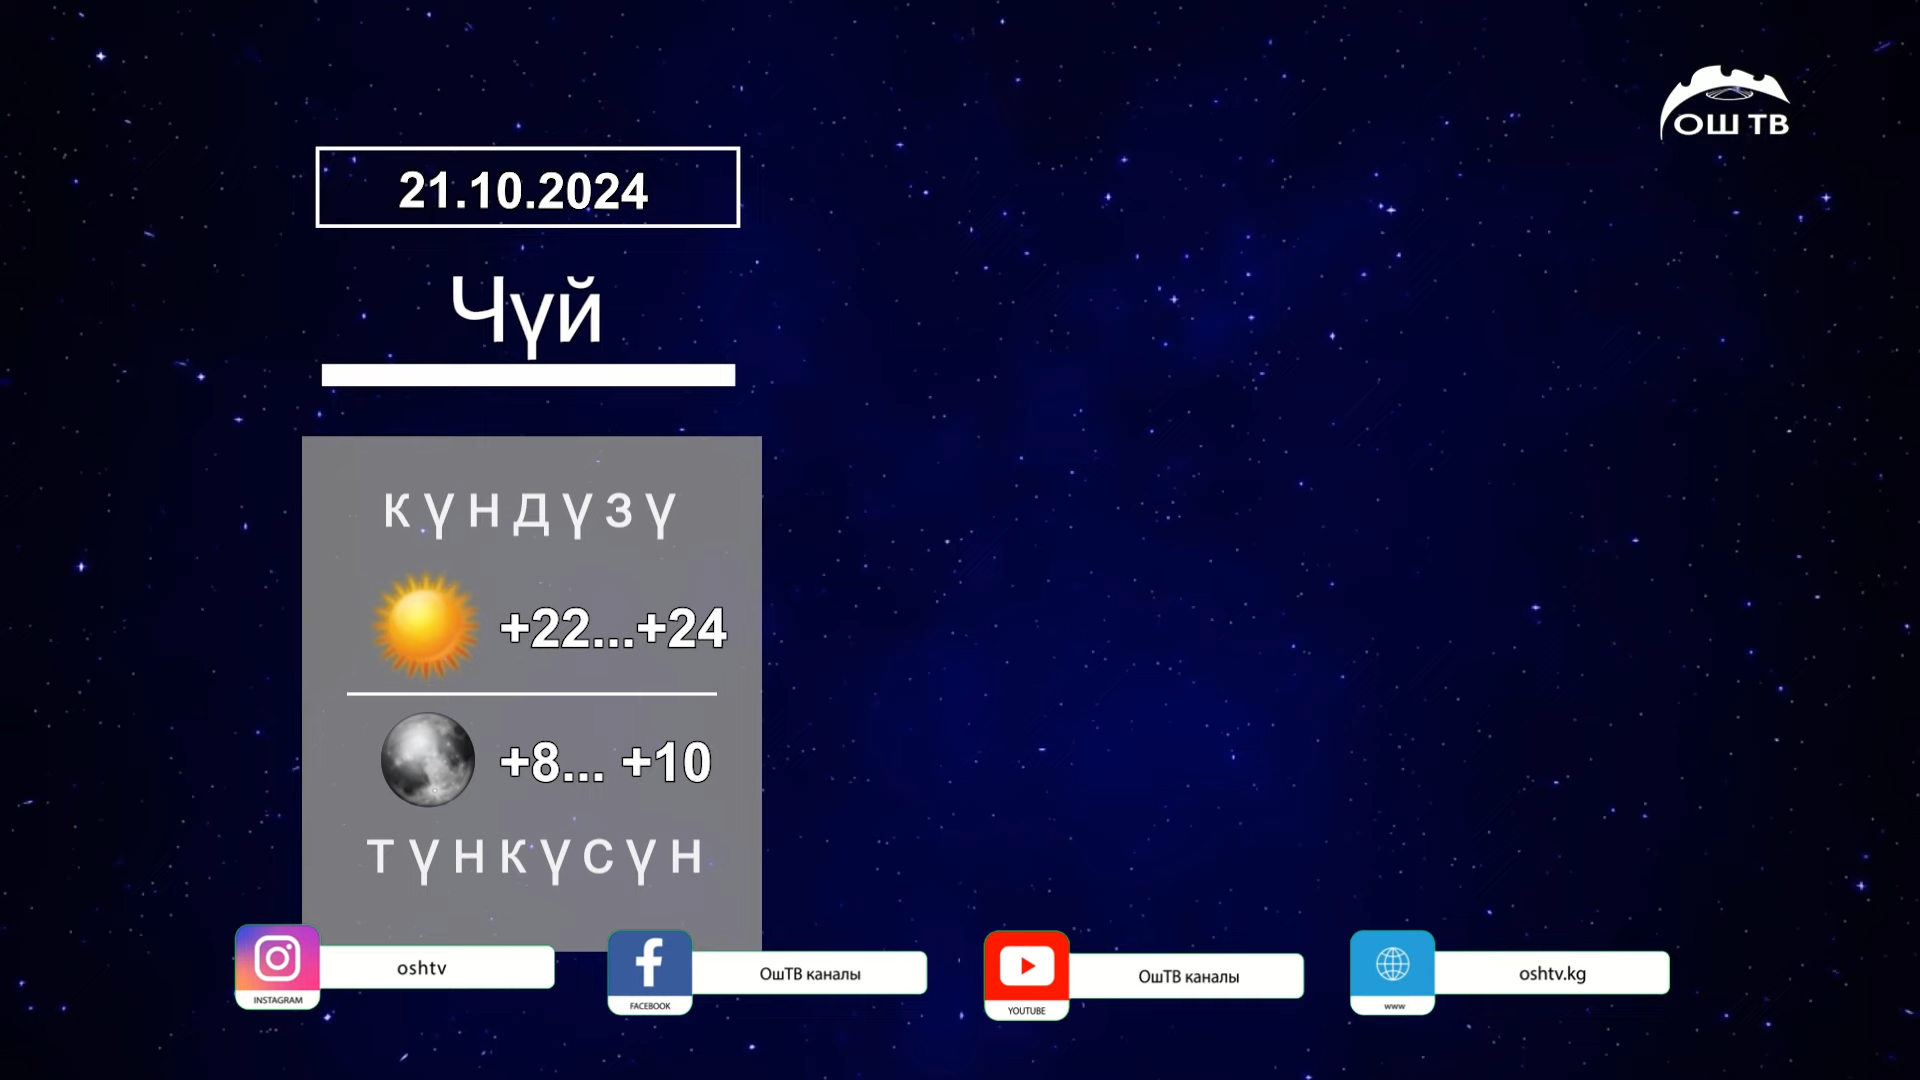 ОШ ТВ
21.10.2024
Чүй
күндүзү
+22...+24
+8... +10
түнкүсүн
oshtv
INSTAGRAM
ОшТВ каналы
FACEBOOK
ОшТВ каналы
YOUTUBE
oshtv.kg
www